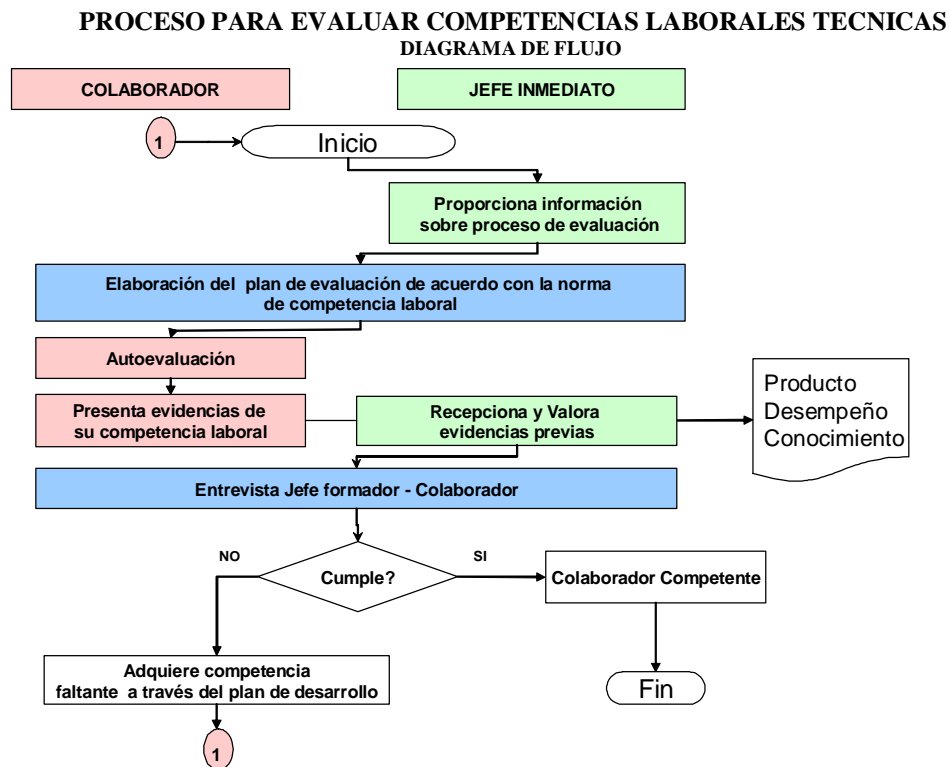 PROCESO PARA EVALUAR COMPETENCIAS LABORALES TECNICAS
DIAGRAMA DE FLUJO
COLABORADOR
JEFE INMEDIATO
1
Inicio
Proporciona información
sobre proceso de evaluación
Elaboración del plan de evaluación de acuerdo con la norma
de competencia laboral
Autoevaluación
Presenta evidencias de
su competencia laboral
Recepciona y Valora
evidencias previas
Producto
Desempeño
Conocimiento
Entrevista Jefe formador - Colaborador
NO
SI
Cumple?
Colaborador Competente
Adquiere competencia
faltante a través del plan de desarrollo
Fin
1